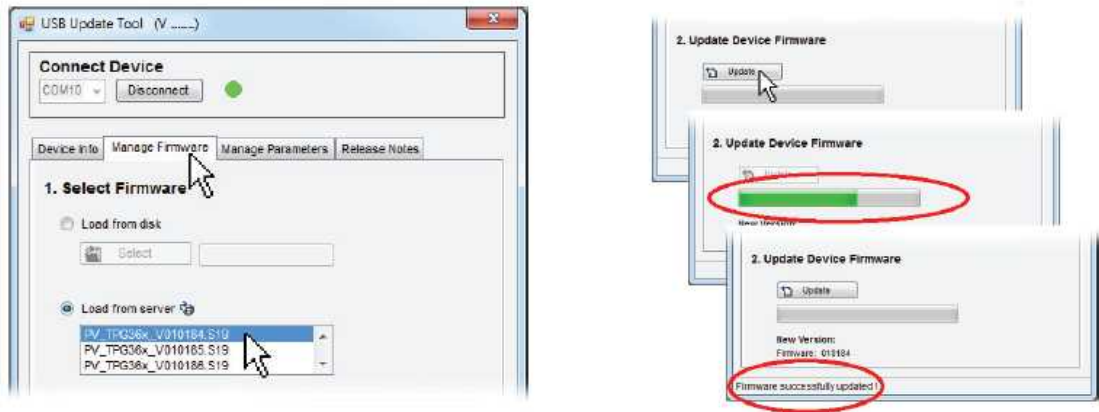 USB Update Tool (V ......)
Connect Device
COM10 Disconnect
Device Info Manage Firmware Manage Parameters Release Notes
1. Select Firmware
Load from disk
Select
Load from server
PV_TPG36x_V010184.S19
PV_TPG36x_V010185.S19
PV_TPG36x_V010186.S19
2. Update Device Firmware
Update
2. Update Device Firmware
Update
New Version:
2. Update Device Firmware
Update
New Version:
Firmware: 010184
Firmware successfully updated !